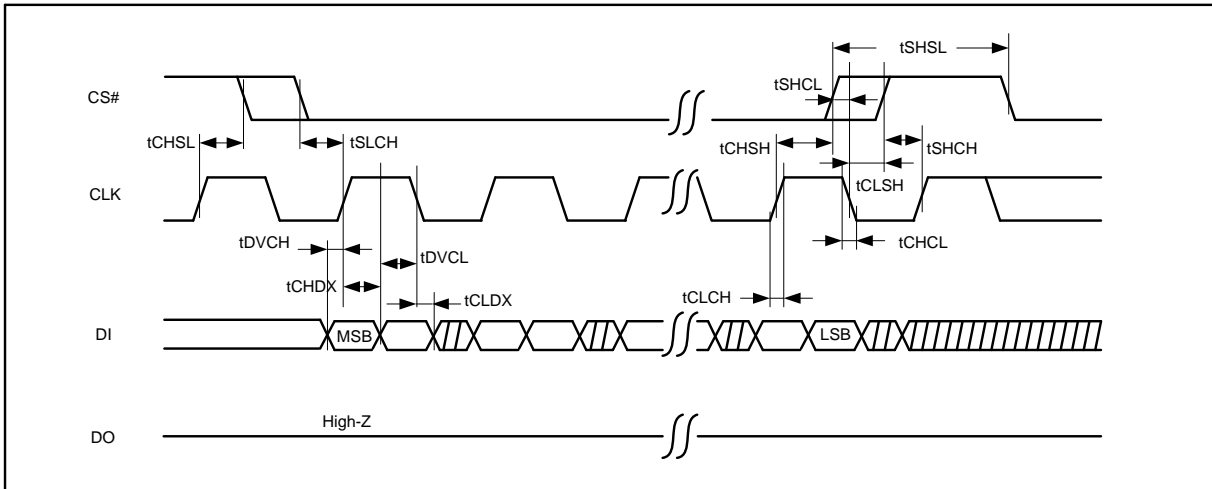 tSHSL
tSHCL
CS#
tCHSL
tSLCH
tCHSH
tSHCH
tCLSH
CLK
tDVCH
tDVCL
tCHCL
tCHDX
tCLDX
tCLCH
DI
MSB
LSB
High-Z
DO